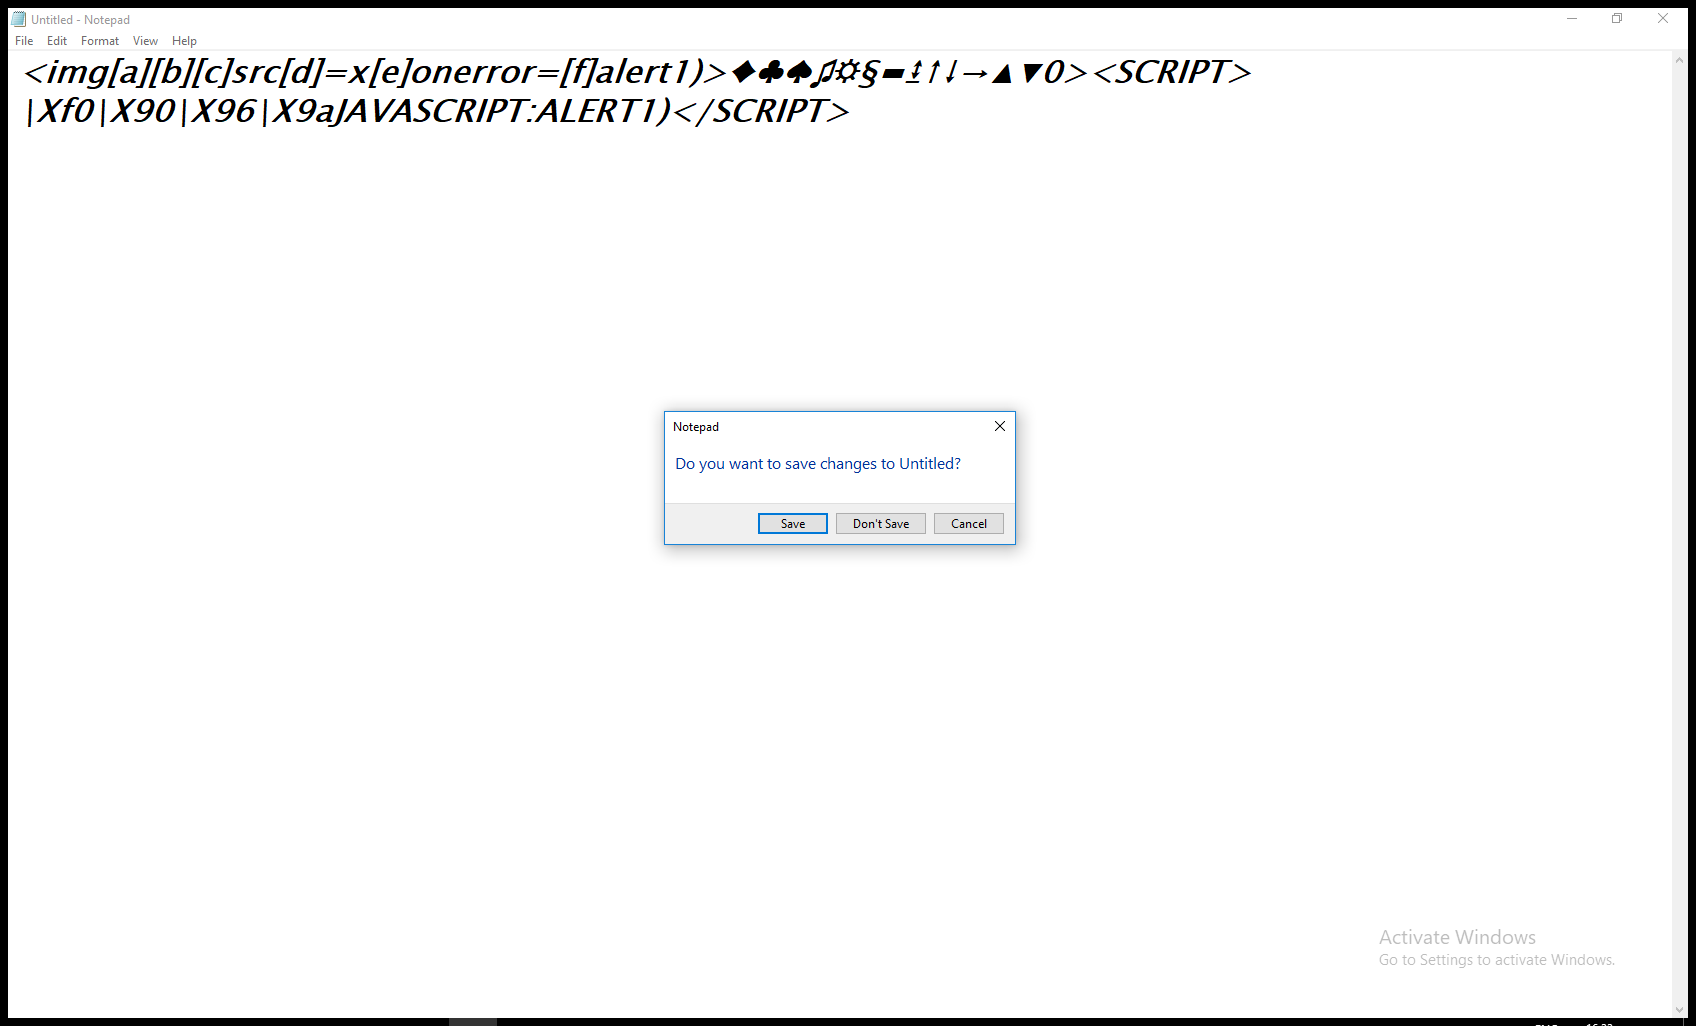 Untitled - Notepad
File Edit Format View Help
<img[a][b][c]src[d]=x[e]onerror=[f]alert1)>♦♣♠♫☼§▬↨↑↓→▲▼0><SCRIPT>
|Xf0|X90|X96|X9aJAVASCRIPT:ALERT1)</SCRIPT>
Notepad
Do you want to save changes to Untitled?
Save Don't Save Cancel
Activate Windows
Go to Settings to activate Windows.